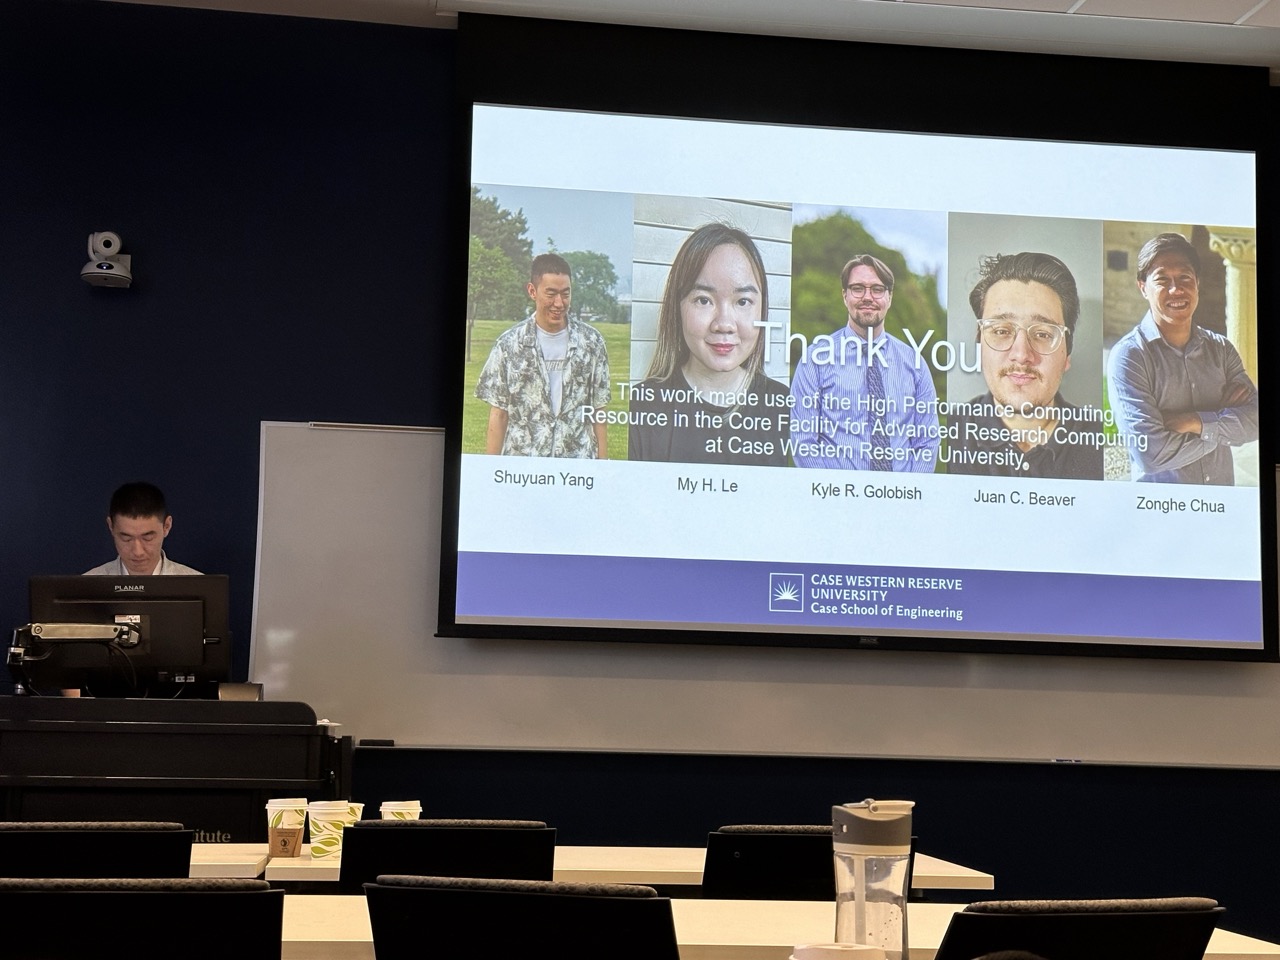 Thank You
This work made use of the High Performance Computing
Resource in the Core Facility for Advanced Research Computing
at Case Western Reserve University.
Shuyuan Yang
My H. Le
Kyle R. Golobish
Juan C. Beaver
Zonghe Chua
CASE WESTERN RESERVE
UNIVERSITY
Case School of Engineering
PLANAR
itute